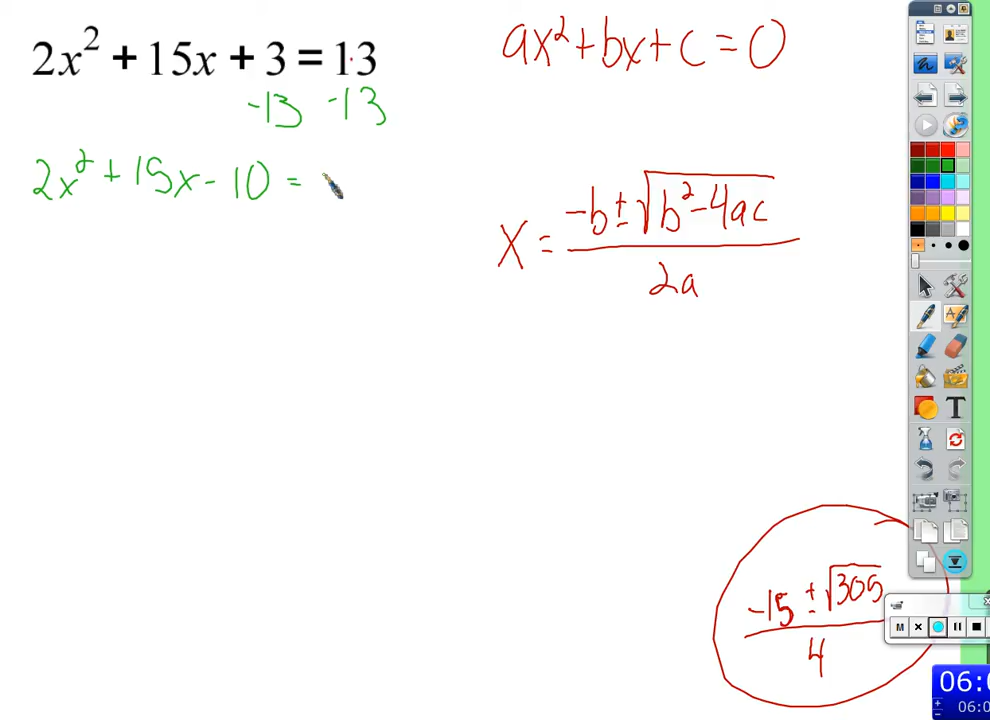 2x² + 15x + 3 = 13
-13 -13
2x² + 15x - 10 =
ax² + bx + c = 0
x = (-b ± √(b² - 4ac)) / 2a
(-15 ± √305) / 4
T
M
06: